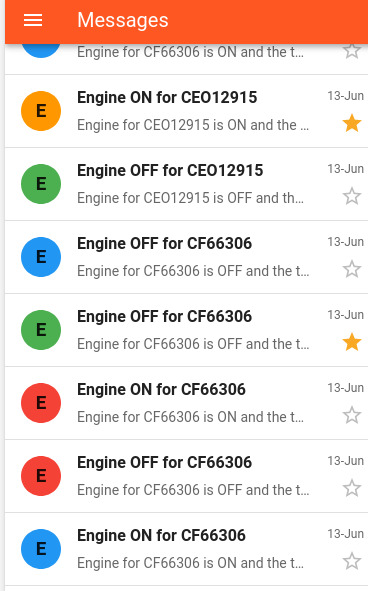 Messages
Engine for CF66306 is ON and the t...
Engine ON for CEO12915
13-Jun
E
Engine for CEO12915 is ON and the ...
Engine OFF for CEO12915
13-Jun
E
Engine for CEO12915 is OFF and th...
Engine OFF for CF66306
13-Jun
E
Engine for CF66306 is OFF and the t...
Engine OFF for CF66306
13-Jun
E
Engine for CF66306 is OFF and the t...
Engine ON for CF66306
13-Jun
E
Engine for CF66306 is ON and the t...
Engine OFF for CF66306
13-Jun
E
Engine for CF66306 is OFF and the t...
Engine ON for CF66306
13-Jun
E
Engine for CF66306 is ON and the t...